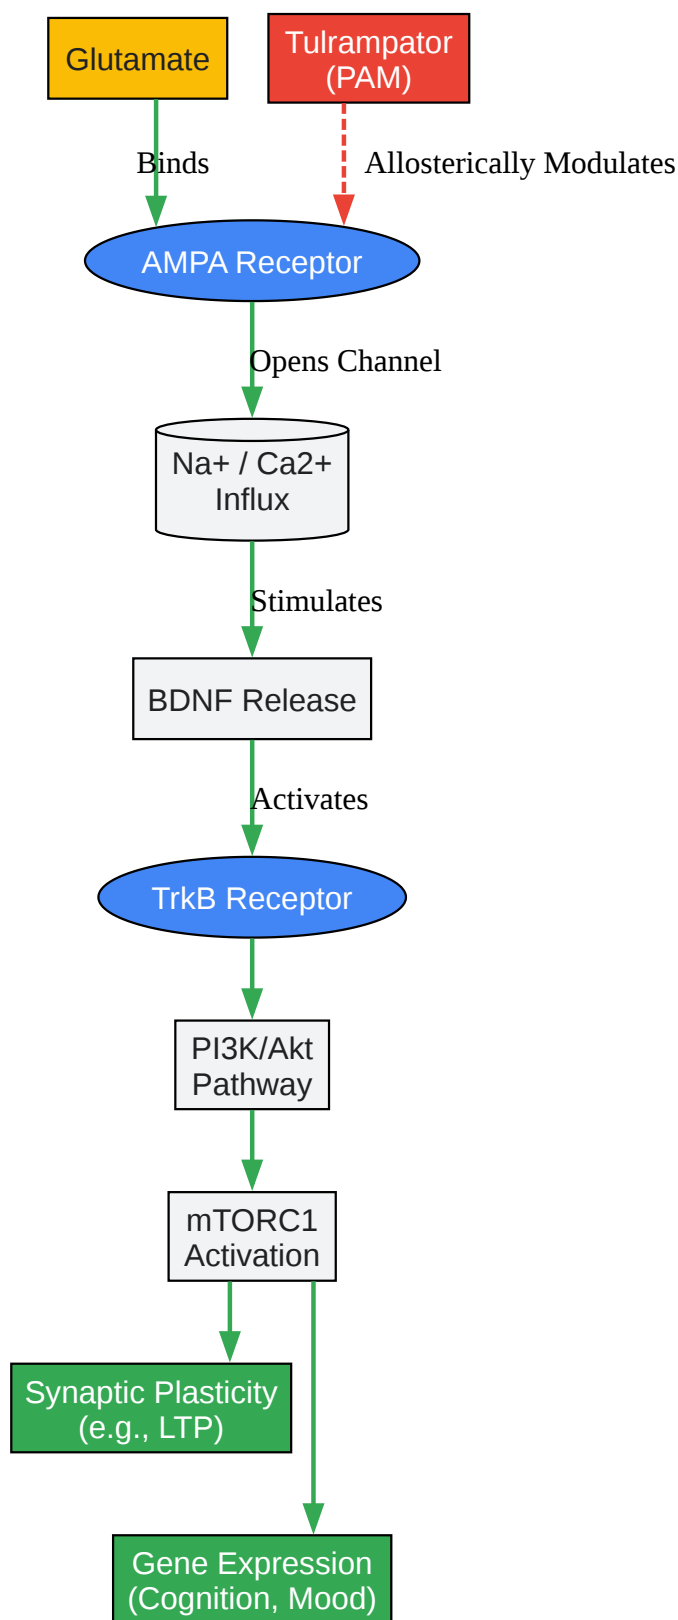 Glutamate
Tulrampator
(PAM)
Binds
Allosterically Modulates
AMPA Receptor
Opens Channel
Na+ / Ca2+
Influx
Stimulates
BDNF Release
Activates
TrkB Receptor
PI3K/Akt
Pathway
mTORC1
Activation
Synaptic Plasticity
(e.g., LTP)
Gene Expression
(Cognition, Mood)